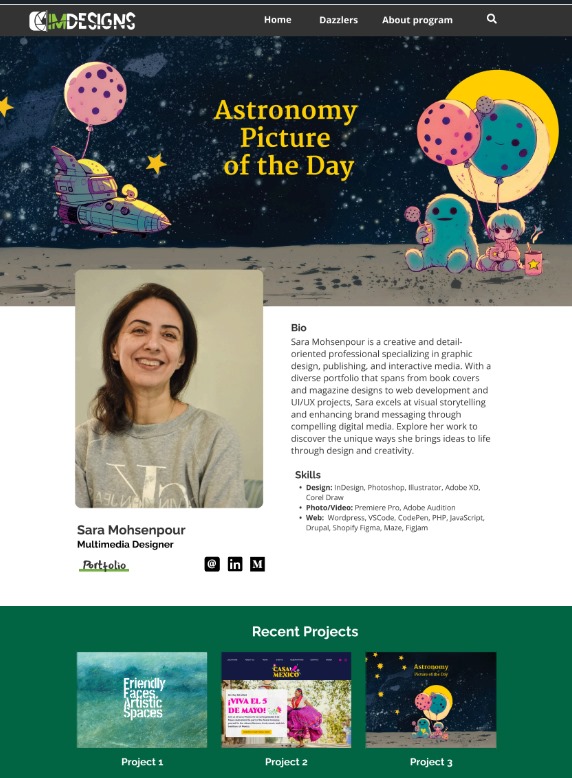 IMDESIGNS
Home Dazzlers About program
Astronomy
Picture
of the Day
Bio
Sara Mohsenpour is a creative and detail-
oriented professional specializing in graphic
design, publishing, and interactive media. With a
diverse portfolio that spans from book covers
and magazine designs to web development and
UI/UX projects, Sara excels at visual storytelling
and enhancing brand messaging through
compelling digital media. Explore her work to
discover the unique ways she brings ideas to life
through design and creativity.
Skills
• Design: InDesign, Photoshop, Illustrator, Adobe XD,
Corel Draw
• Photo/Video: Premiere Pro, Adobe Audition
• Web: Wordpress, VSCode, CodePen, PHP, JavaScript,
Drupal, Shopify Figma, Maze, FigJam
Sara Mohsenpour
Multimedia Designer
Portfolio
@ in M
Recent Projects
Friendly
Faces,
Artistic
Spaces
CASA
MEXICO
¡VIVA EL 5
DE MAYO!
Astronomy
Picture of the Day
Project 1
Project 2
Project 3